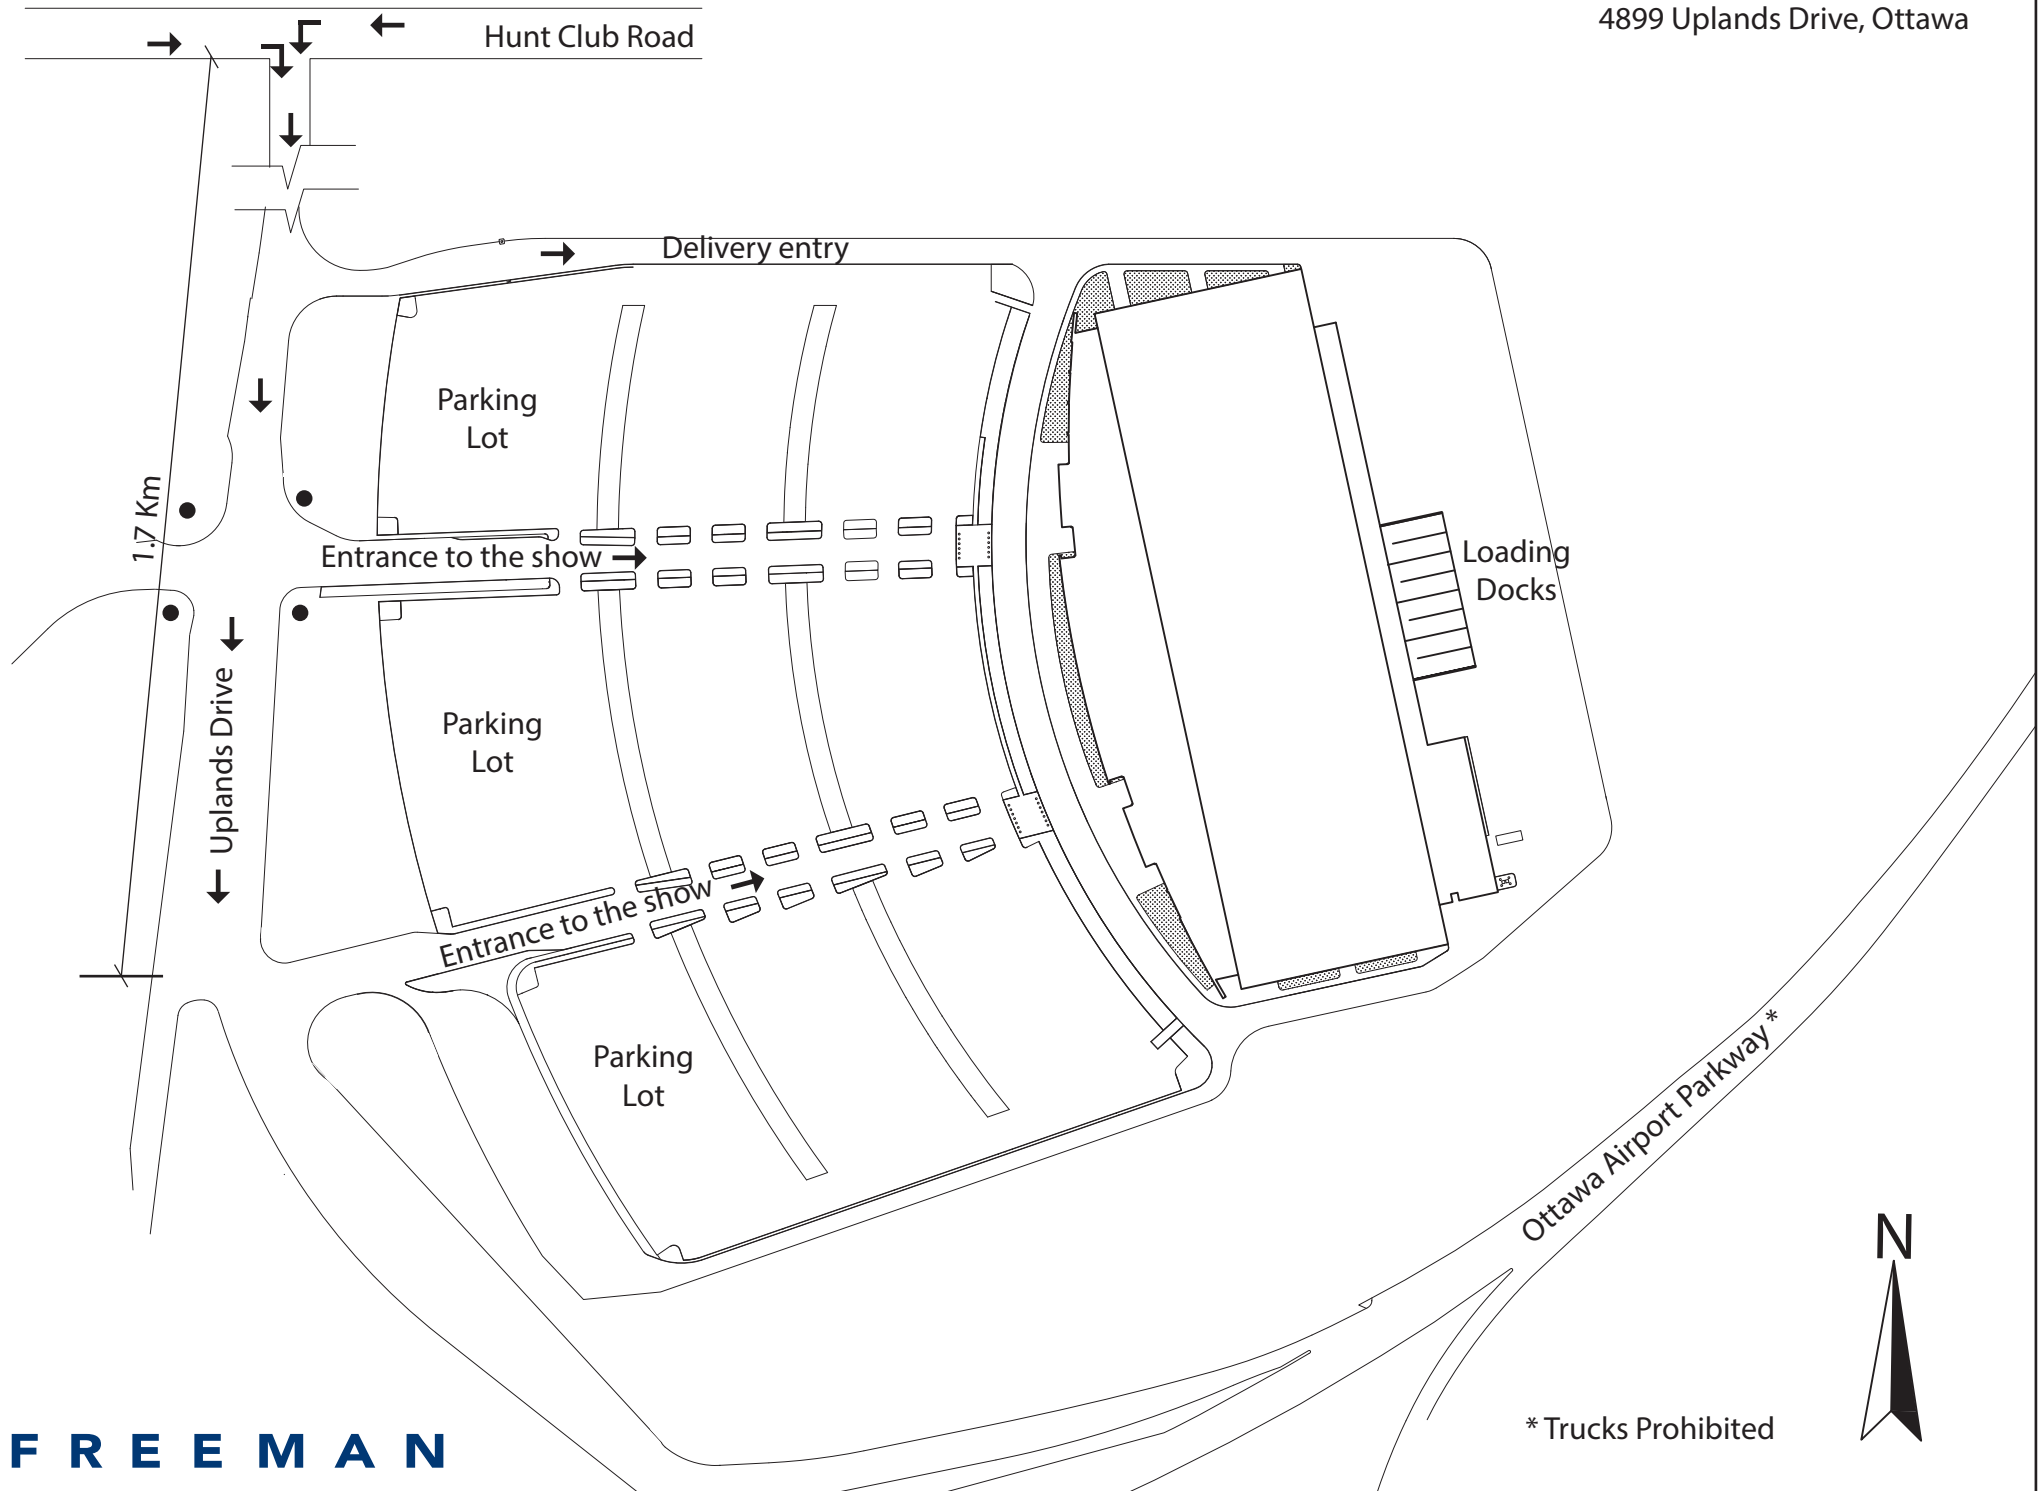 4899 Uplands Drive, Ottawa
Hunt Club Road
Delivery entry
Parking
Lot
1.7 Km
Entrance to the show
Loading
Docks
Uplands Drive
Parking
Lot
Entrance to the show
Parking
Lot
Ottawa Airport Parkway *
N
* Trucks Prohibited
FREEMAN